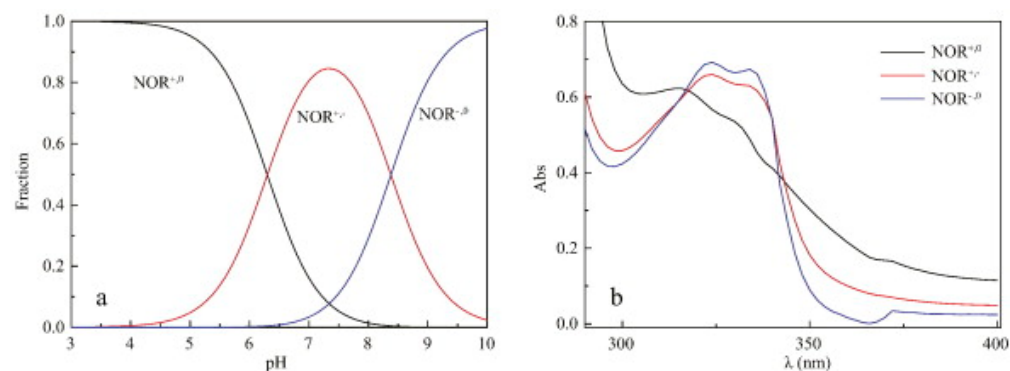 1.0
0.8
0.6
0.4
0.2
0.0
Fraction
3 4 5 6 7 8 9 10
pH
NOR⁺,⁰
NOR⁺,⁻
NOR⁻,⁰
a
0.8
0.6
0.4
0.2
0.0
Abs
300 350 400
λ (nm)
NOR⁺,⁰
NOR⁺,⁻
NOR⁻,⁰
b